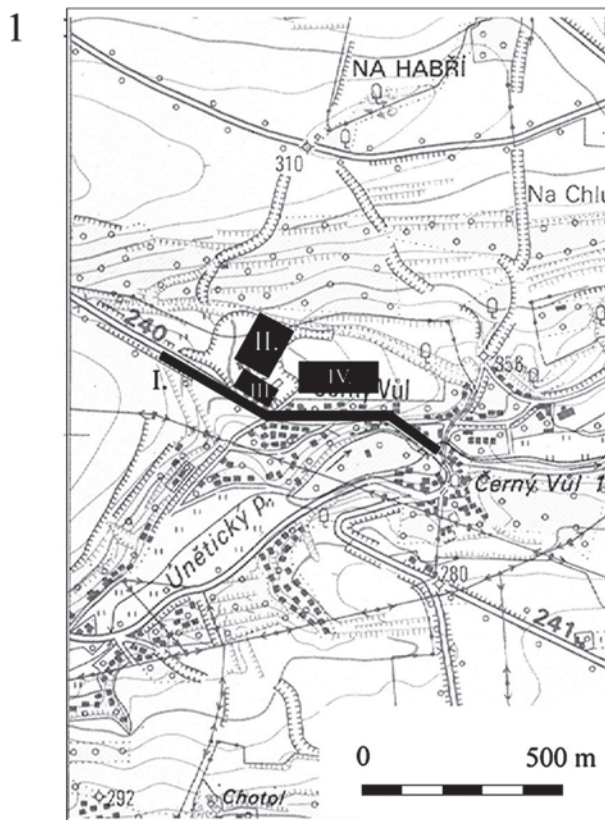 1
NA HABŘÍ
310
Na Chlu
240
II.
356
I.
III.
IV.
Černý Vůl
Černý Vůl 1
Únětický p.
280
241
0 500 m
292
Chotol